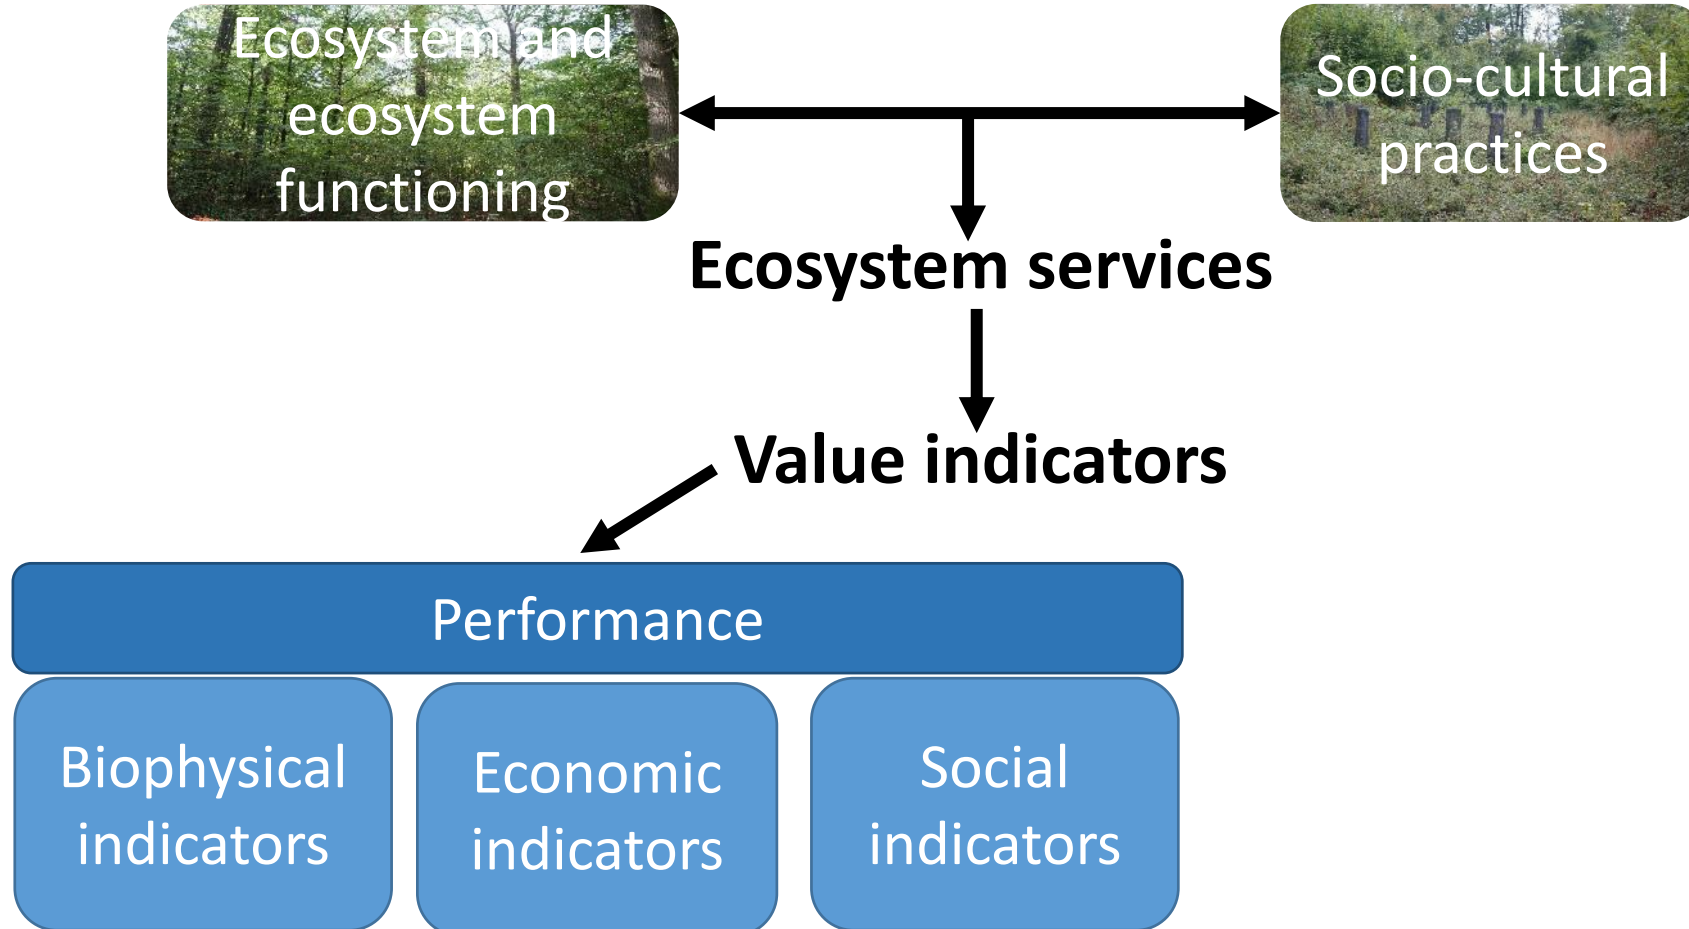 Ecosystem and
ecosystem
functioning
Socio-cultural
practices
Ecosystem services
Value indicators
Performance
Biophysical
indicators
Economic
indicators
Social
indicators